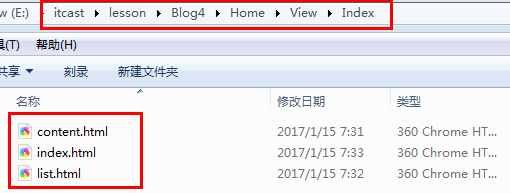 w (E:) ▸ itcast ▸ lesson ▸ Blog4 ▸ Home ▸ View ▸ Index
(T) 帮助(H)
共享 ▾ 刻录 新建文件夹
名称 修改日期 类型
content.html 2017/1/15 7:31 360 Chrome HT...
index.html 2017/1/15 7:33 360 Chrome HT...
list.html 2017/1/15 7:32 360 Chrome HT...